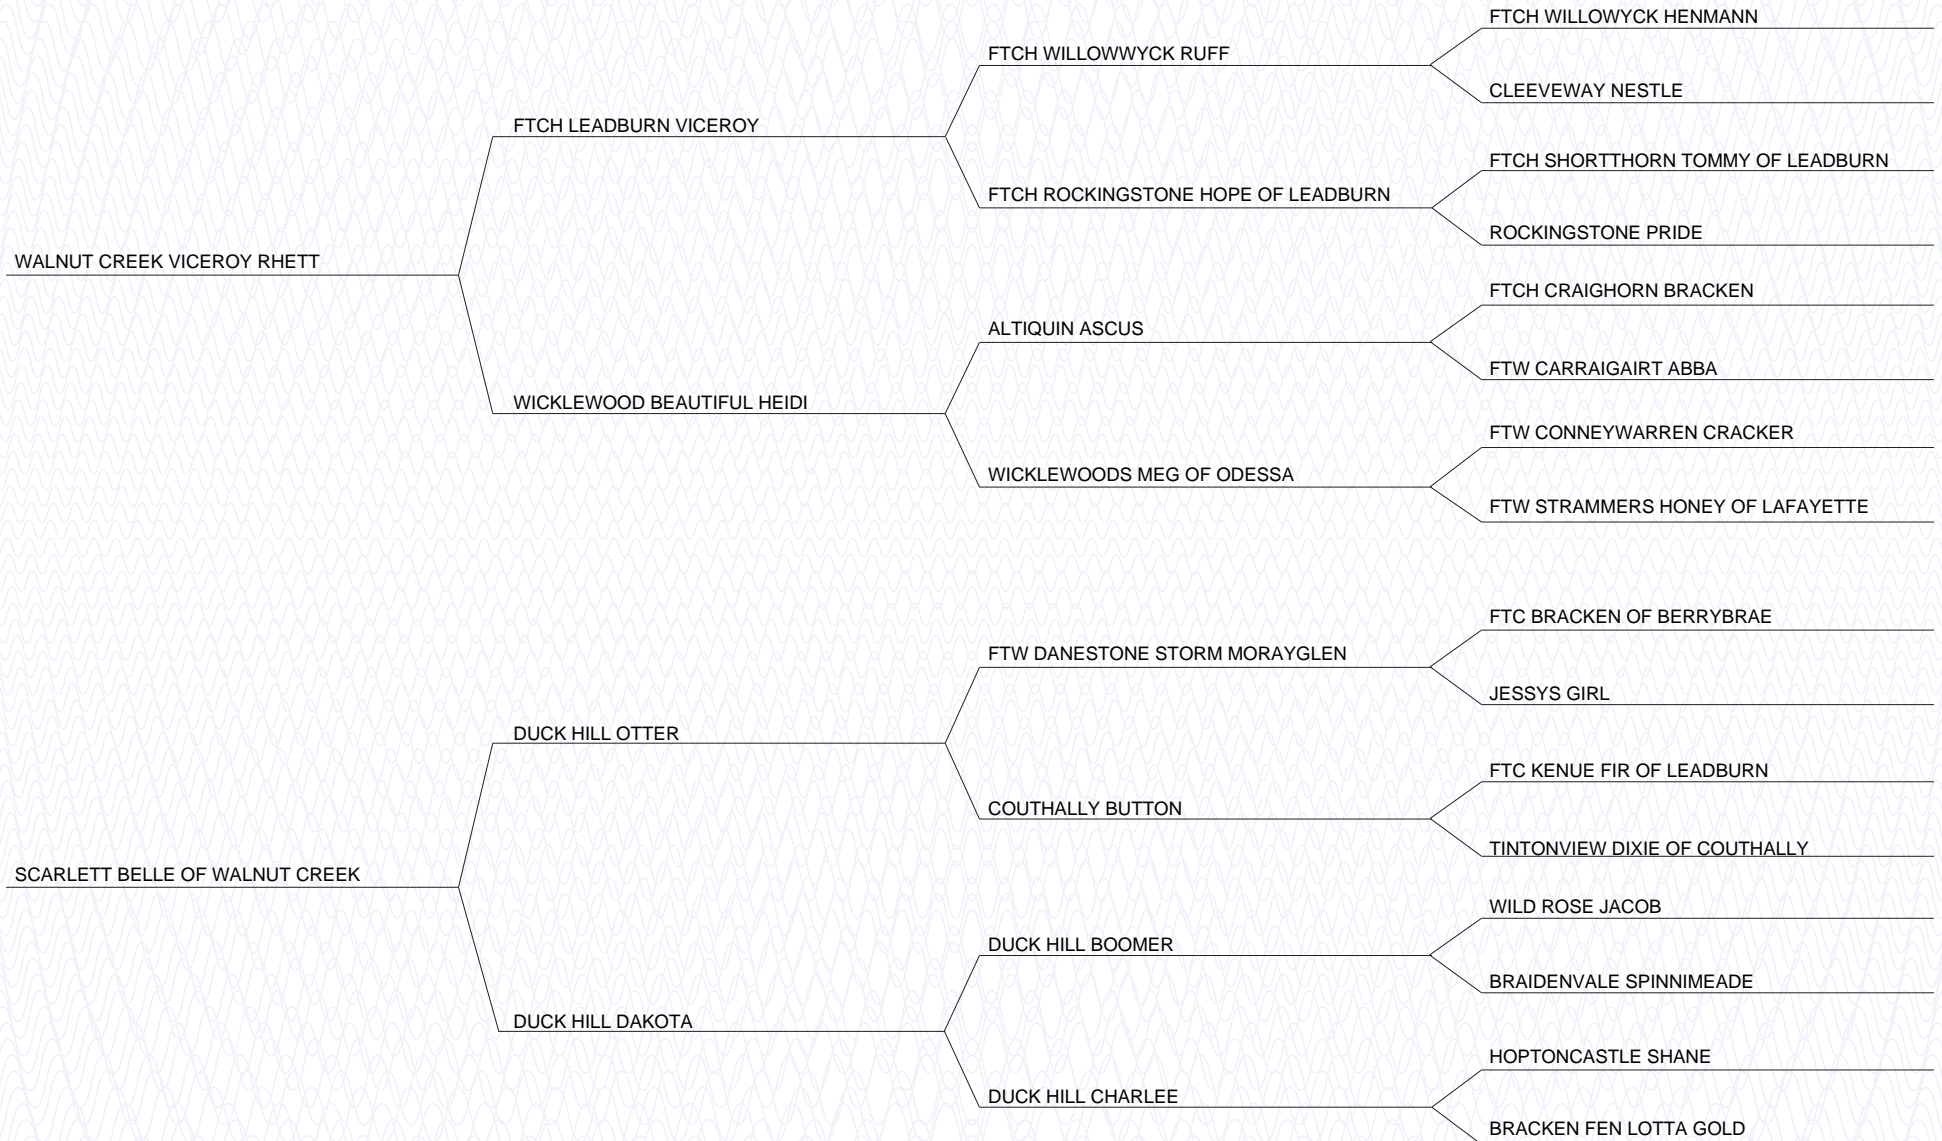 FTCH WILLOWYCK HENMANN
FTCH WILLOWWYCK RUFF
CLEEVEWAY NESTLE
FTCH LEADBURN VICEROY
FTCH SHORTTHORN TOMMY OF LEADBURN
FTCH ROCKINGSTONE HOPE OF LEADBURN
ROCKINGSTONE PRIDE
WALNUT CREEK VICEROY RHETT
FTCH CRAIGHORN BRACKEN
ALTIQUIN ASCUS
FTW CARRAIGAIRT ABBA
WICKLEWOOD BEAUTIFUL HEIDI
FTW CONNEYWARREN CRACKER
WICKLEWOODS MEG OF ODESSA
FTW STRAMMERS HONEY OF LAFAYETTE
FTC BRACKEN OF BERRYBRAE
FTW DANESTONE STORM MORAYGLEN
JESSYS GIRL
DUCK HILL OTTER
FTC KENUE FIR OF LEADBURN
COUTHALLY BUTTON
TINTONVIEW DIXIE OF COUTHALLY
SCARLETT BELLE OF WALNUT CREEK
WILD ROSE JACOB
DUCK HILL BOOMER
BRAIDENVALE SPINNIMEADE
DUCK HILL DAKOTA
HOPTONCASTLE SHANE
DUCK HILL CHARLEE
BRACKEN FEN LOTTA GOLD